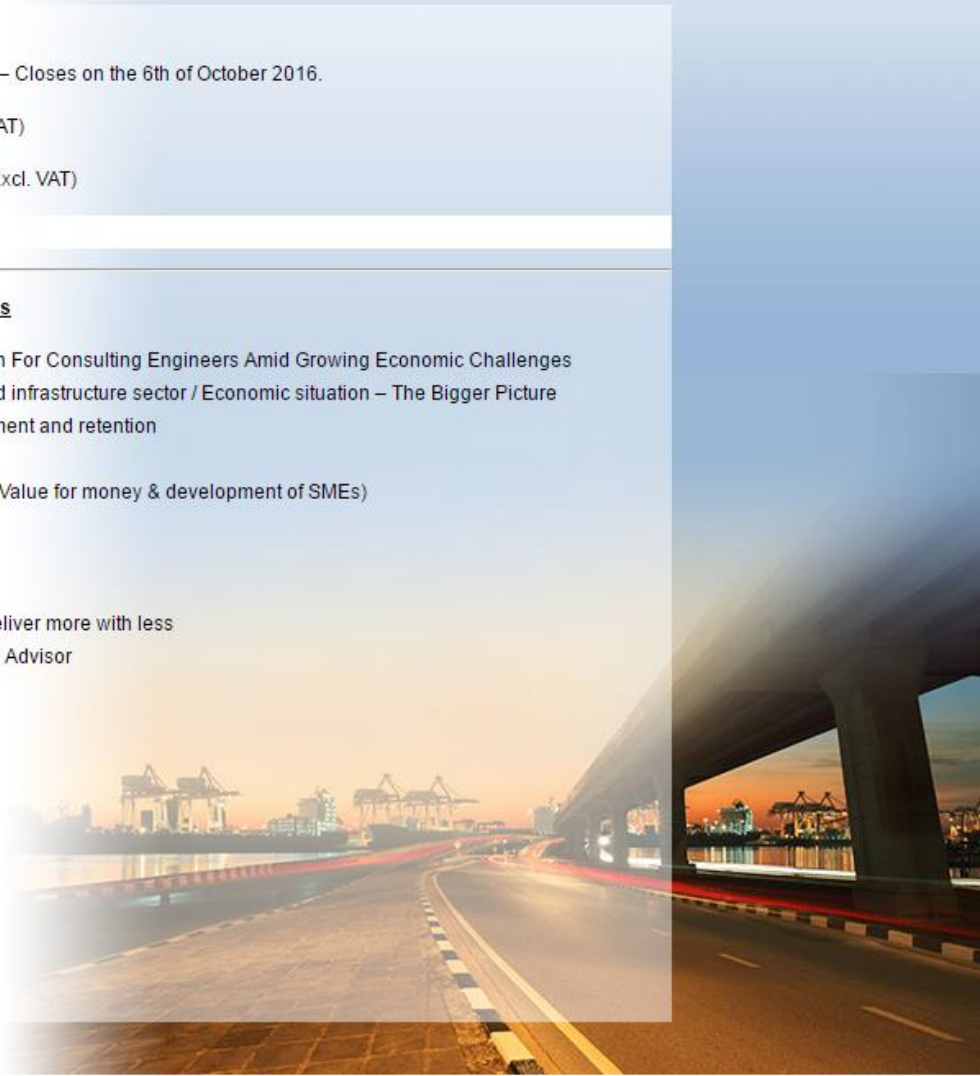 – Closes on the 6th of October 2016.
AT)
xcl. VAT)
s
n For Consulting Engineers Amid Growing Economic Challenges
d infrastructure sector / Economic situation – The Bigger Picture
ment and retention
Value for money & development of SMEs)
eliver more with less
Advisor